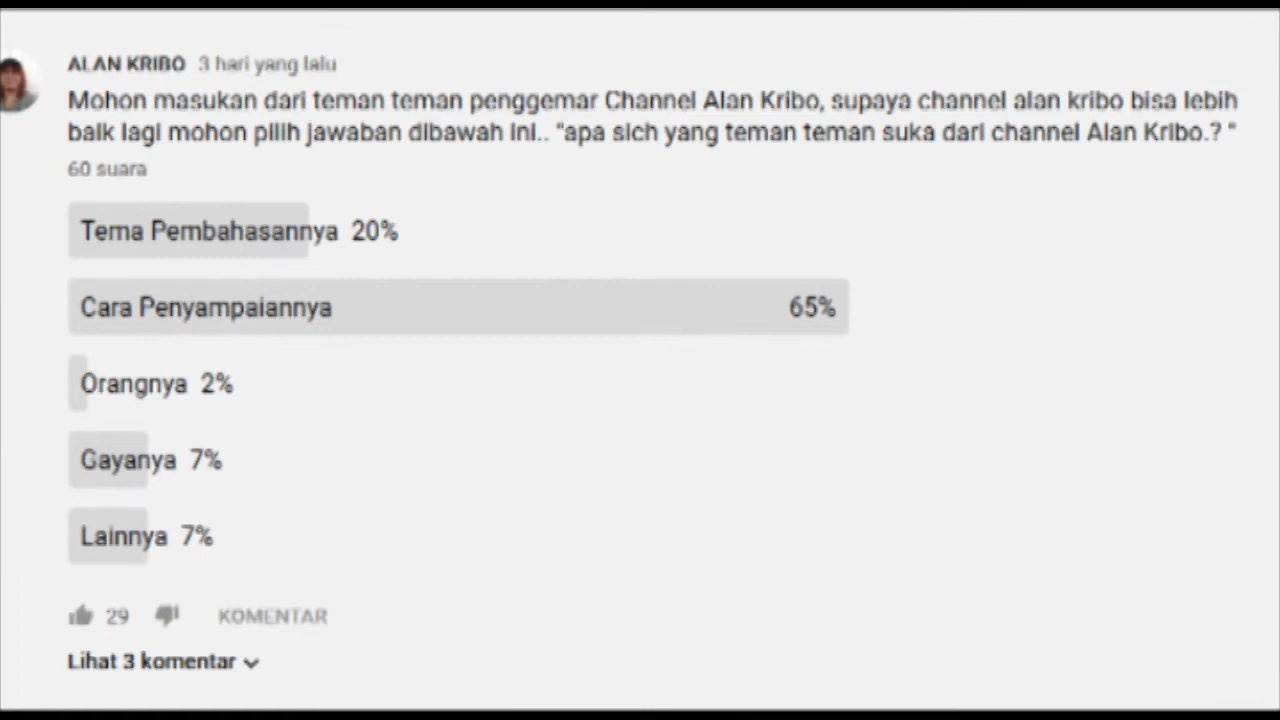 ALAN KRIBO 3 hari yang lalu
Mohon masukan dari teman teman penggemar Channel Alan Kribo, supaya channel alan kribo bisa lebih
baik lagi mohon pilih jawaban dibawah ini.. "apa sich yang teman teman suka dari channel Alan Kribo.? "
60 suara
Tema Pembahasannya 20%
Cara Penyampaiannya 65%
Orangnya 2%
Gayanya 7%
Lainnya 7%
29 KOMENTAR
Lihat 3 komentar